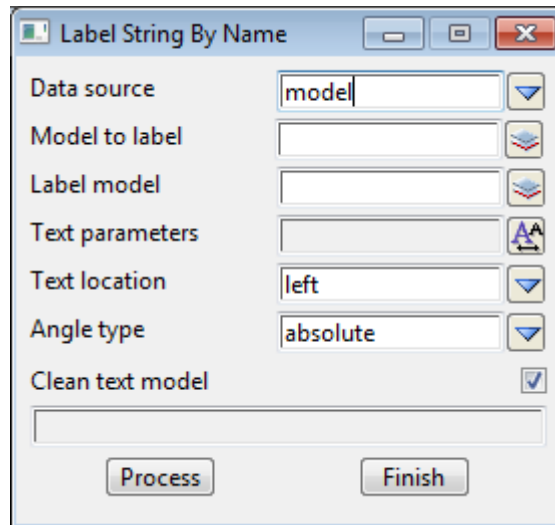 Label String By Name
Data source model
Model to label
Label model
Text parameters
Text location left
Angle type absolute
Clean text model
Process Finish